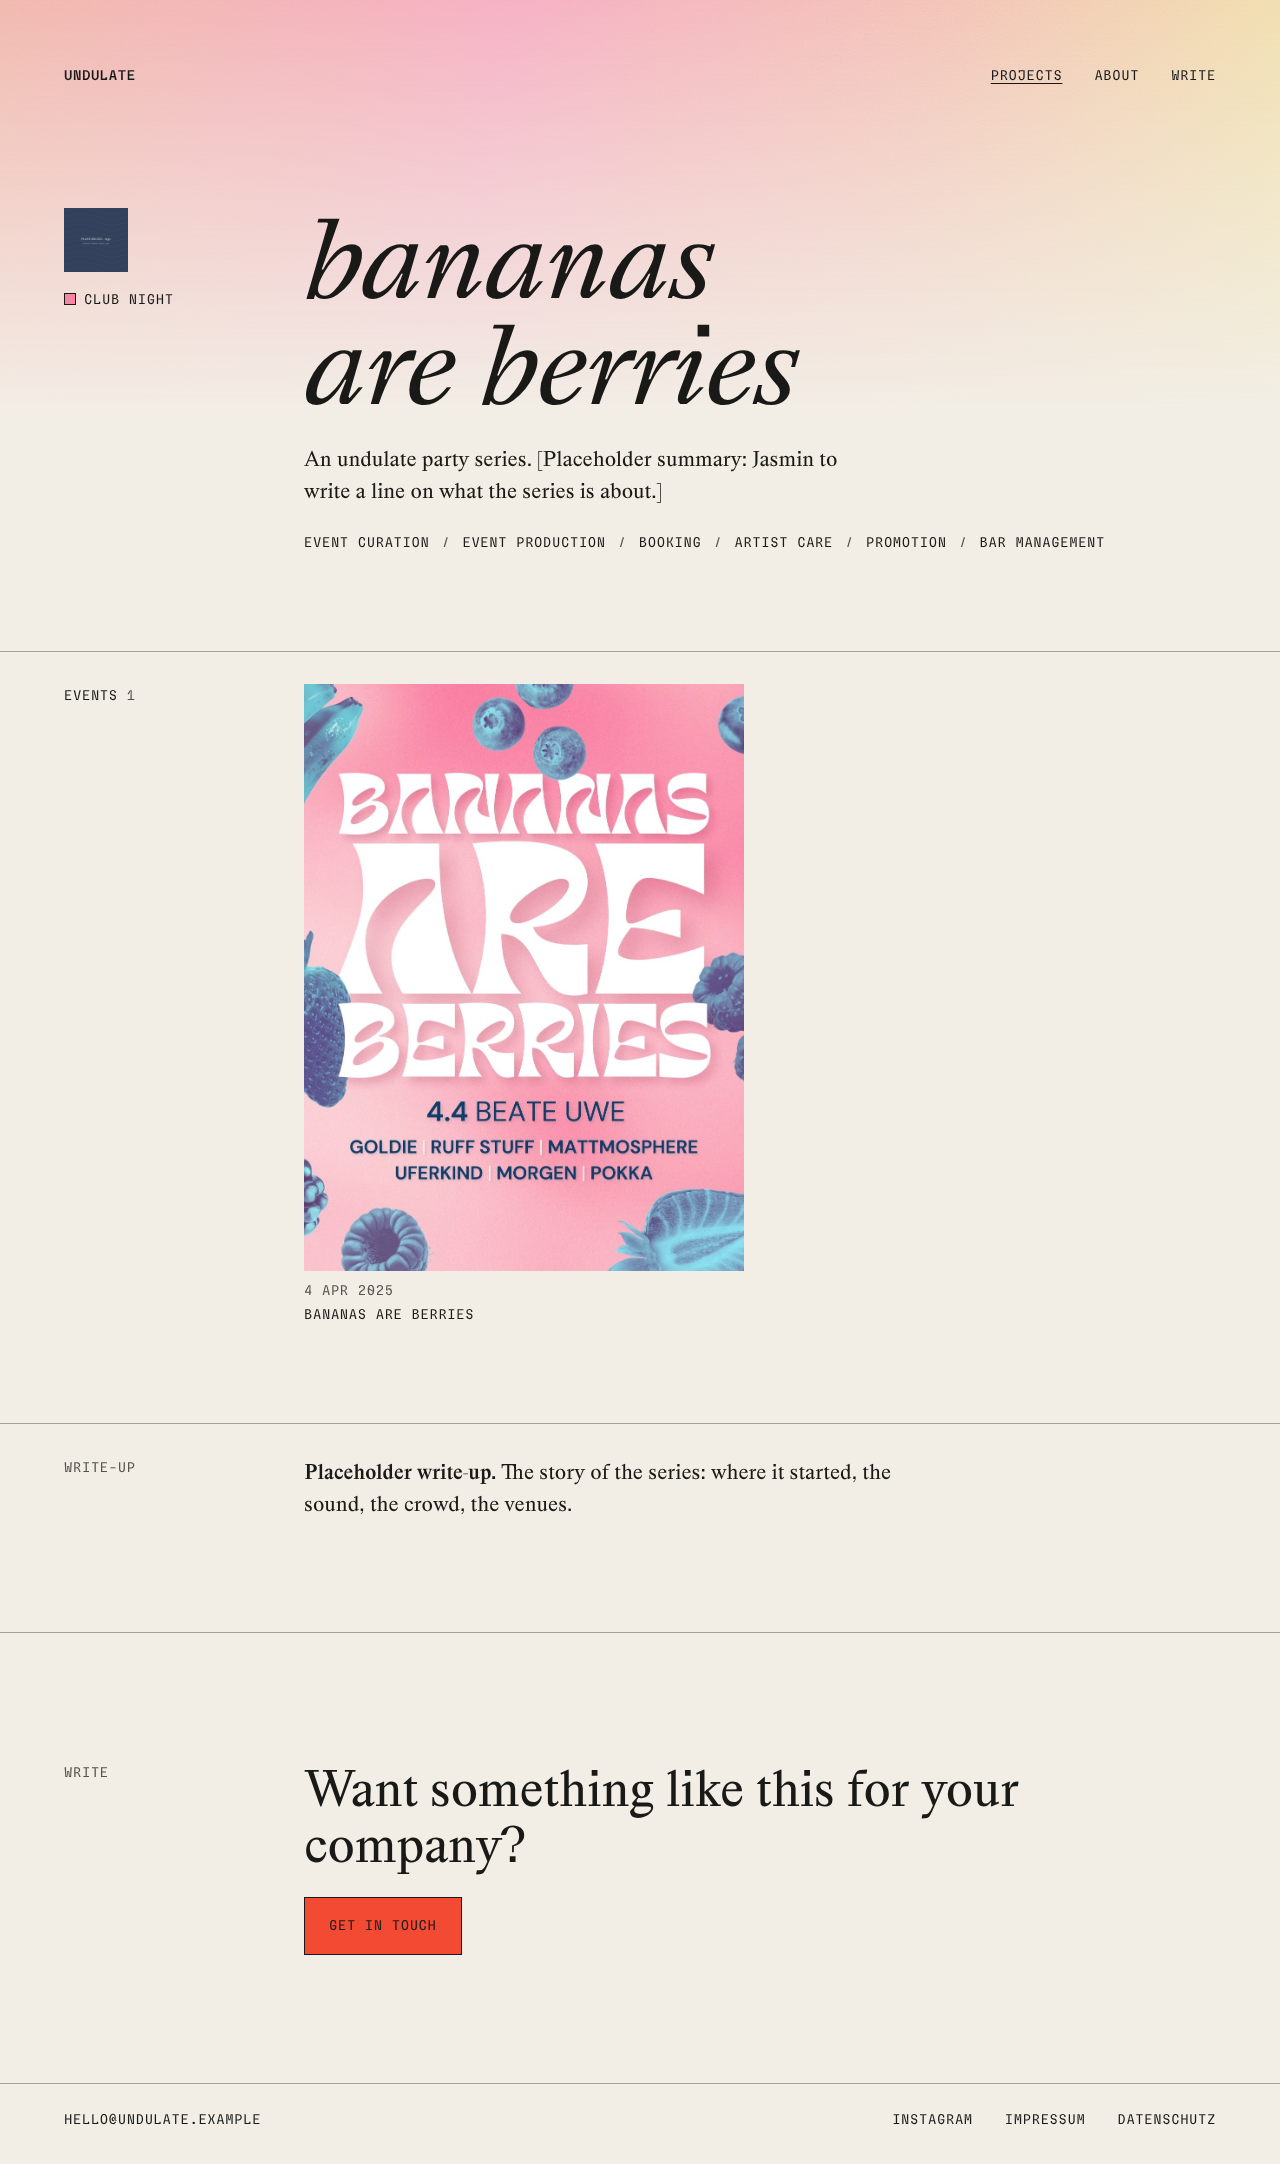 UNDULATE
PROJECTS ABOUT WRITE
CLUB NIGHT
bananas
are berries
An undulate party series. [Placeholder summary: Jasmin to
write a line on what the series is about.]
EVENT CURATION / EVENT PRODUCTION / BOOKING / ARTIST CARE / PROMOTION / BAR MANAGEMENT
EVENTS 1
BANANAS
ARE
BERRIES
4.4 BEATE UWE
GOLDIE | RUFF STUFF | MATTMOSPHERE
UFERKIND | MORGEN | POKKA
4 APR 2025
BANANAS ARE BERRIES
WRITE-UP
Placeholder write-up. The story of the series: where it started, the
sound, the crowd, the venues.
WRITE
Want something like this for your
company?
GET IN TOUCH
HELLO@UNDULATE.EXAMPLE
INSTAGRAM IMPRESSUM DATENSCHUTZ